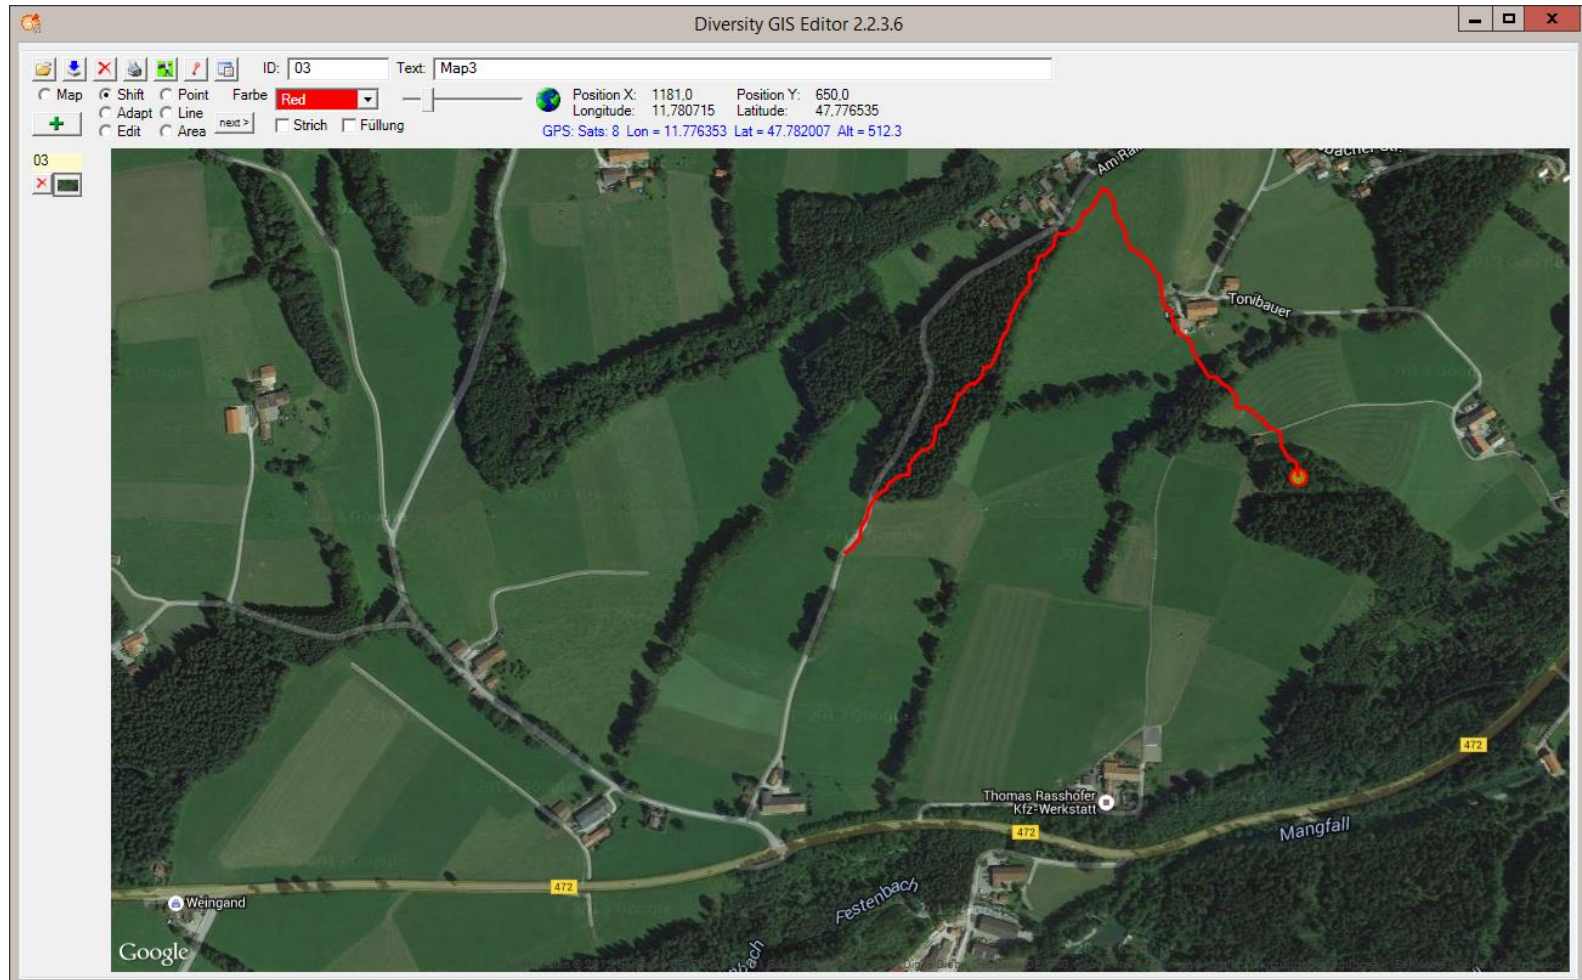 Diversity GIS Editor 2.2.3.6
ID: 03 Text: Map3
Map Shift Point Farbe Red Position X: 1181,0 Position Y: 650,0
Adapt Line Longitude: 11,780715 Latitude: 47,776535
Edit Area next > Strich Füllung GPS: Sats: 8 Lon = 11.776353 Lat = 47.782007 Alt = 512.3
03
Tonibauer
472
Thomas Rasshofer
Kfz-Werkstatt
472
Mangfall
472
Festenbach
Weingand
Google